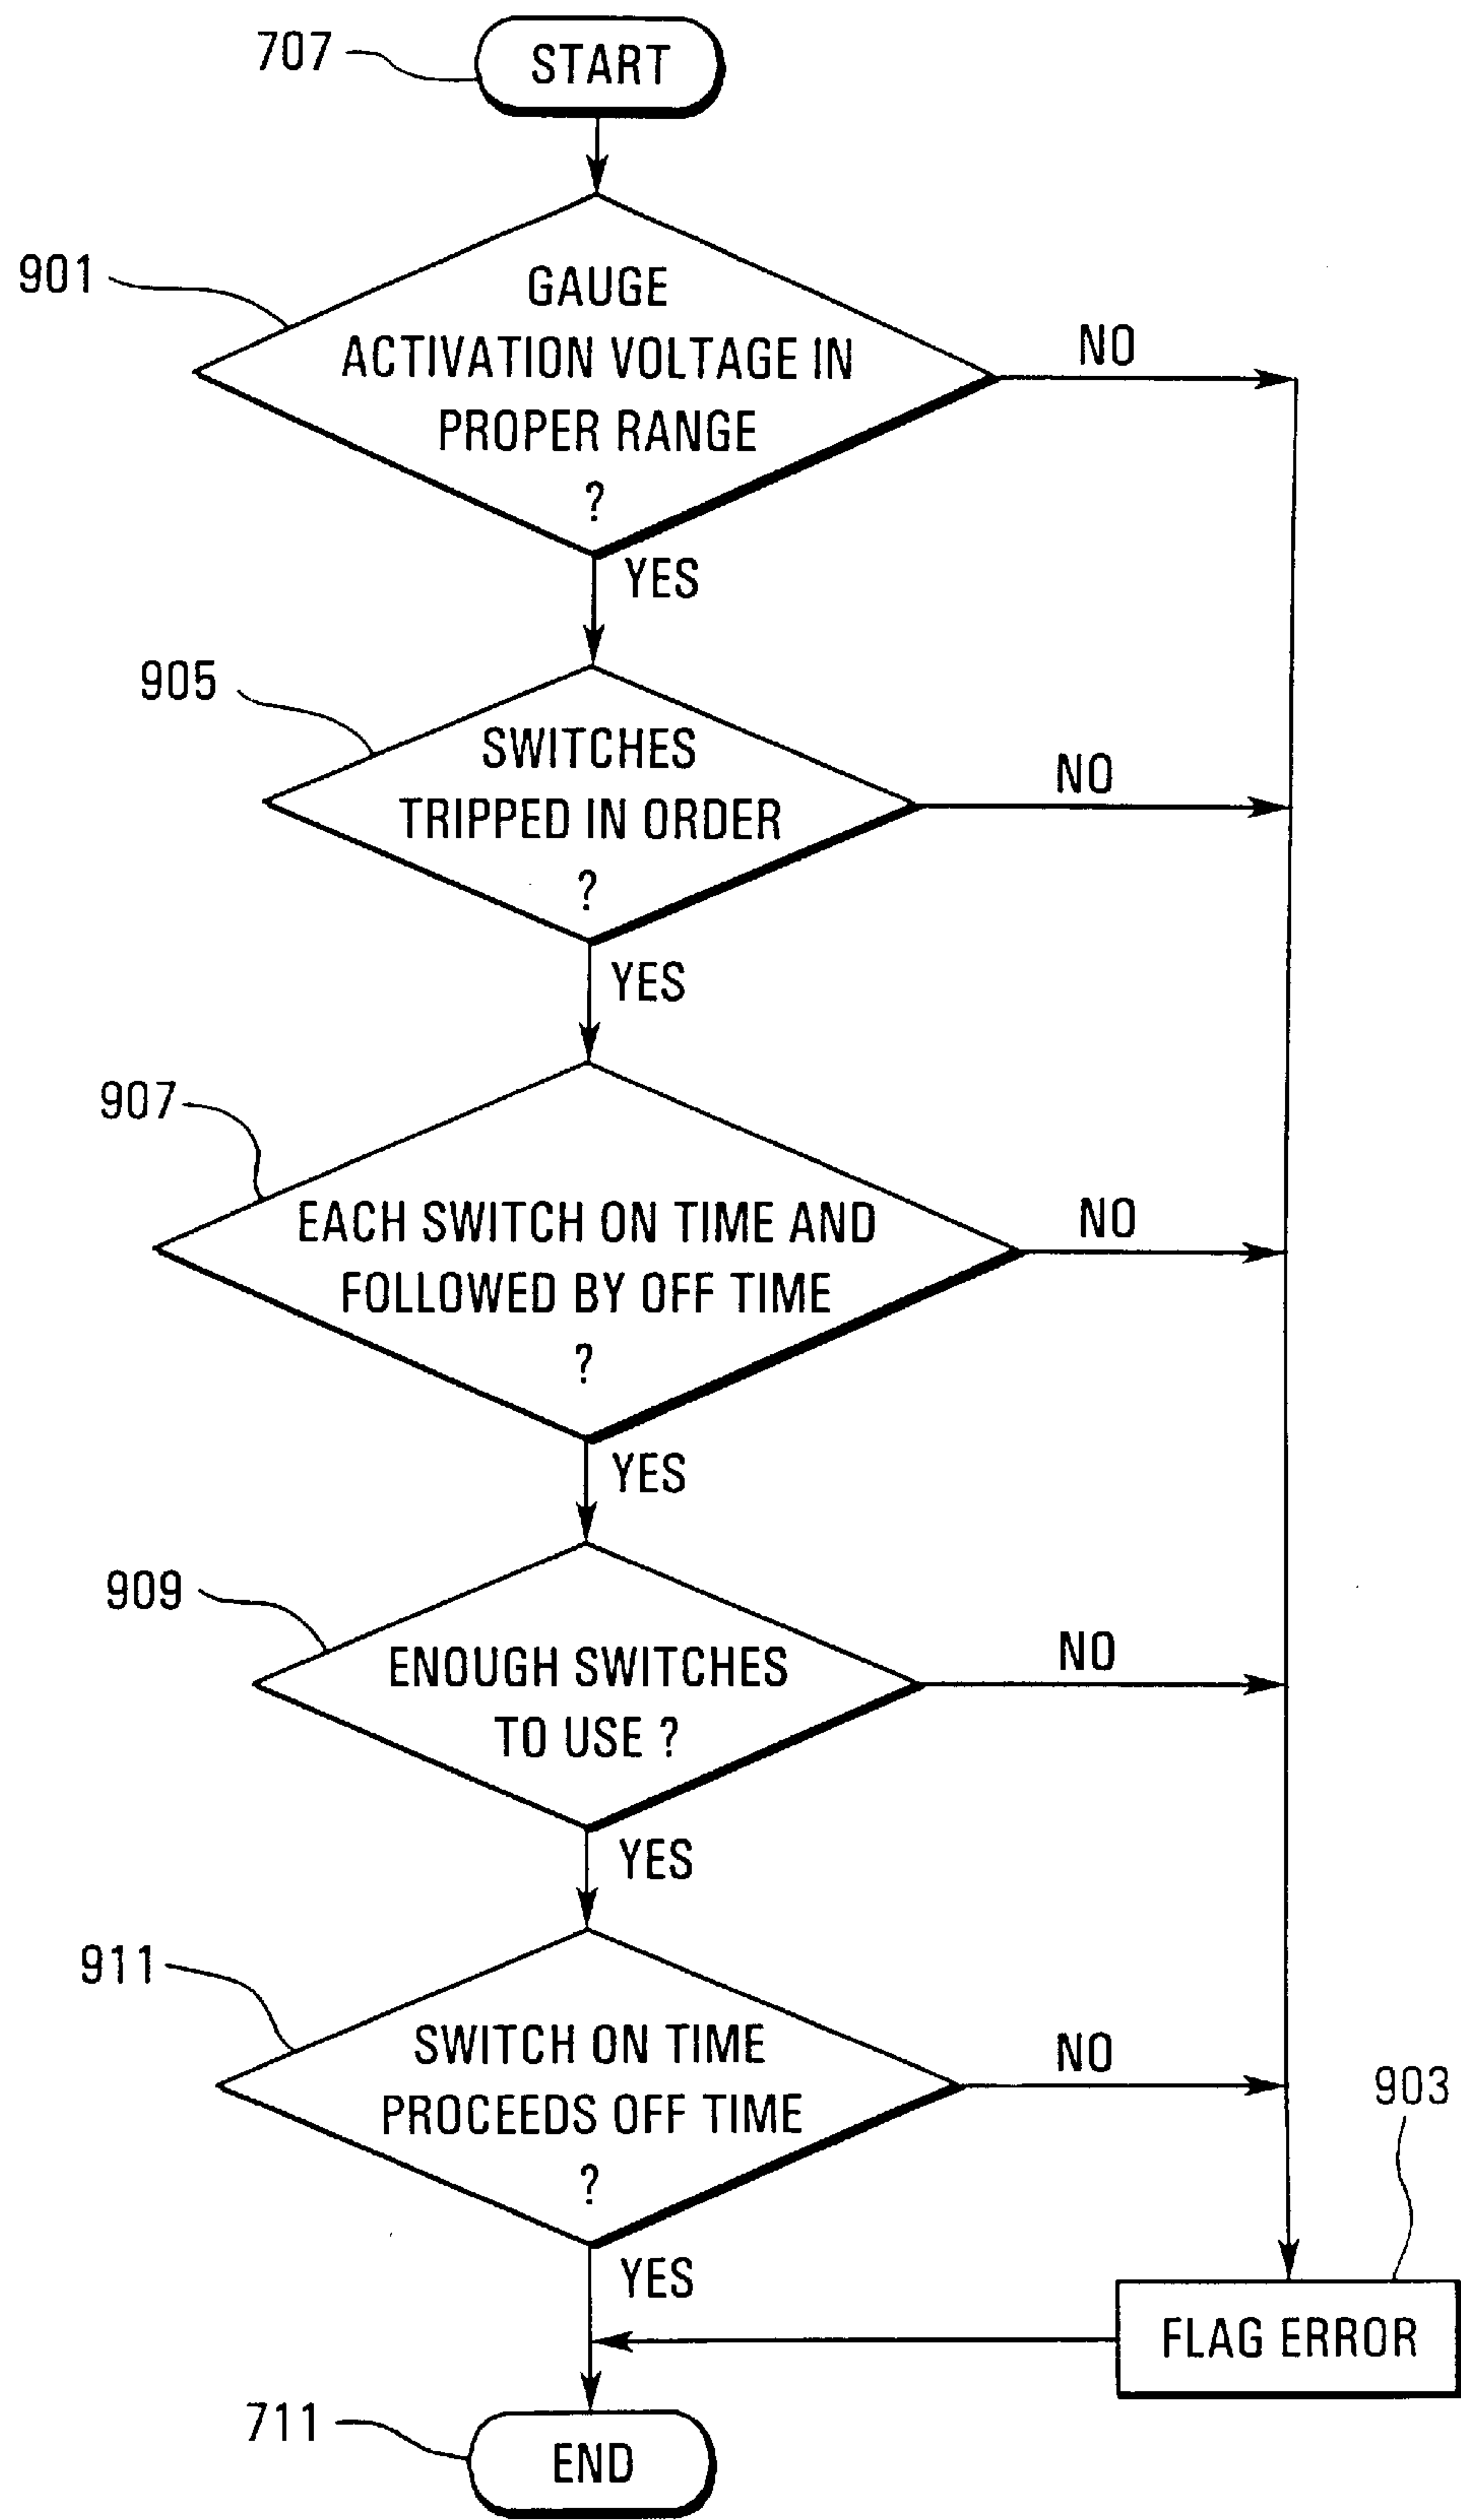 707
START
901
GAUGE
ACTIVATION VOLTAGE IN
PROPER RANGE
?
NO
YES
905
SWITCHES
TRIPPED IN ORDER
?
NO
YES
907
EACH SWITCH ON TIME AND
FOLLOWED BY OFF TIME
?
NO
YES
909
ENOUGH SWITCHES
TO USE ?
NO
YES
911
SWITCH ON TIME
PROCEEDS OFF TIME
?
NO
903
YES
FLAG ERROR
711
END